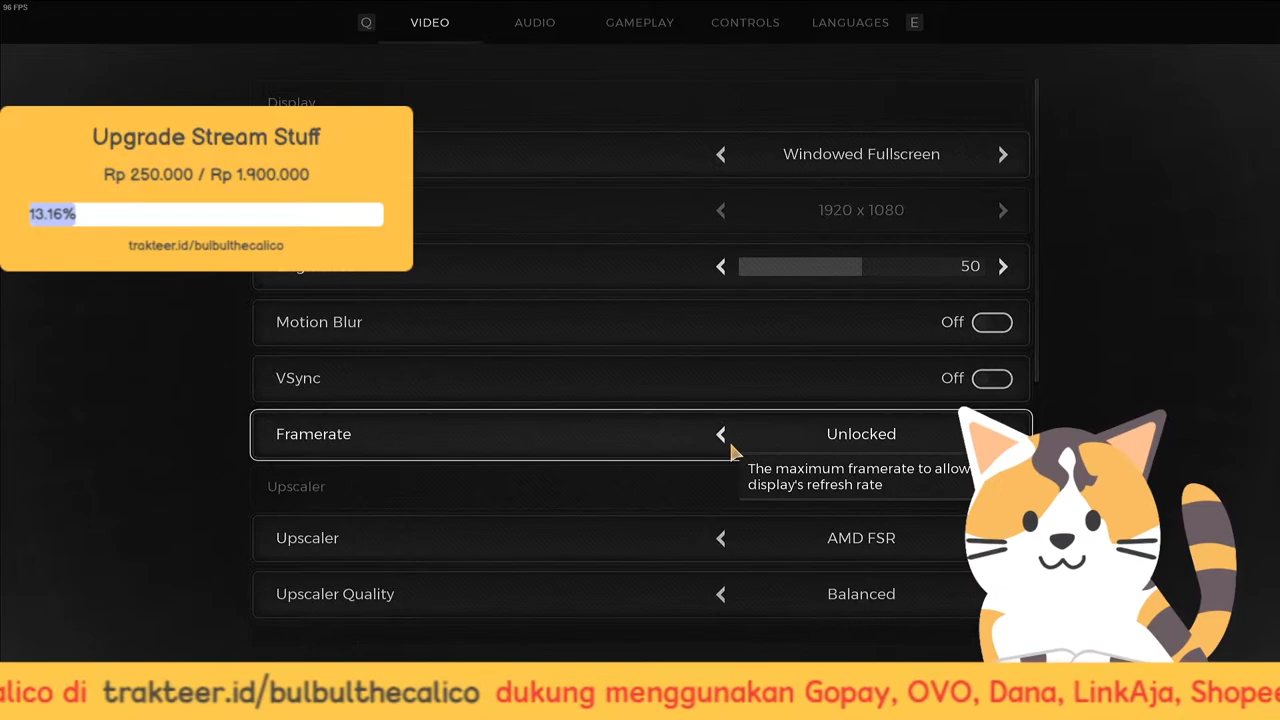 96 FPS
Q VIDEO AUDIO GAMEPLAY CONTROLS LANGUAGES E
Display
Upgrade Stream Stuff
Rp 250.000 / Rp 1.900.000
13.16%
trakteer.id/bulbulthecalico
Windowed Fullscreen
1920 x 1080
50
Motion Blur Off
VSync Off
Framerate Unlocked
The maximum framerate to allow
display's refresh rate
Upscaler
Upscaler AMD FSR
Upscaler Quality Balanced
alico di trakteer.id/bulbulthecalico dukung menggunakan Gopay, OVO, Dana, LinkAja, Shopee